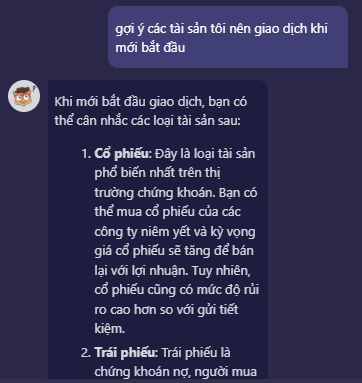 gợi ý các tài sản tôi nên giao dịch khi
mới bắt đầu
Khi mới bắt đầu giao dịch, bạn có
thể cân nhắc các loại tài sản sau:
1. Cổ phiếu: Đây là loại tài sản
phổ biến nhất trên thị
trường chứng khoán. Bạn có
thể mua cổ phiếu của các
công ty niêm yết và kỳ vọng
giá cổ phiếu sẽ tăng để bán
lại với lợi nhuận. Tuy nhiên,
cổ phiếu cũng có mức độ rủi
ro cao hơn so với gửi tiết
kiệm.
2. Trái phiếu: Trái phiếu là
chứng khoán nợ, người mua